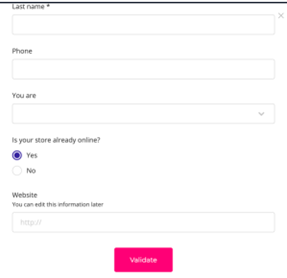 Last name *
Phone
You are
Is your store already online?
Yes
No
Website
You can edit this information later
http://
Validate